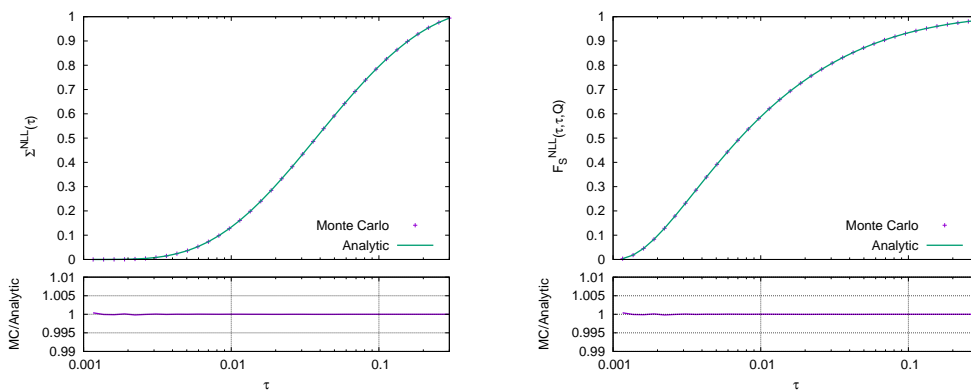 1
0.9
0.8
0.7
0.6
0.5
0.4
0.3
0.2
0.1
0
Σ^NLL(τ)
Monte Carlo
Analytic
1.01
1.005
1
0.995
0.99
MC/Analytic
0.001 0.01 0.1
τ
1
0.9
0.8
0.7
0.6
0.5
0.4
0.3
0.2
0.1
0
F_S^NLL(τ,τ,Q)
Monte Carlo
Analytic
1.01
1.005
1
0.995
0.99
MC/Analytic
0.001 0.01 0.1
τ